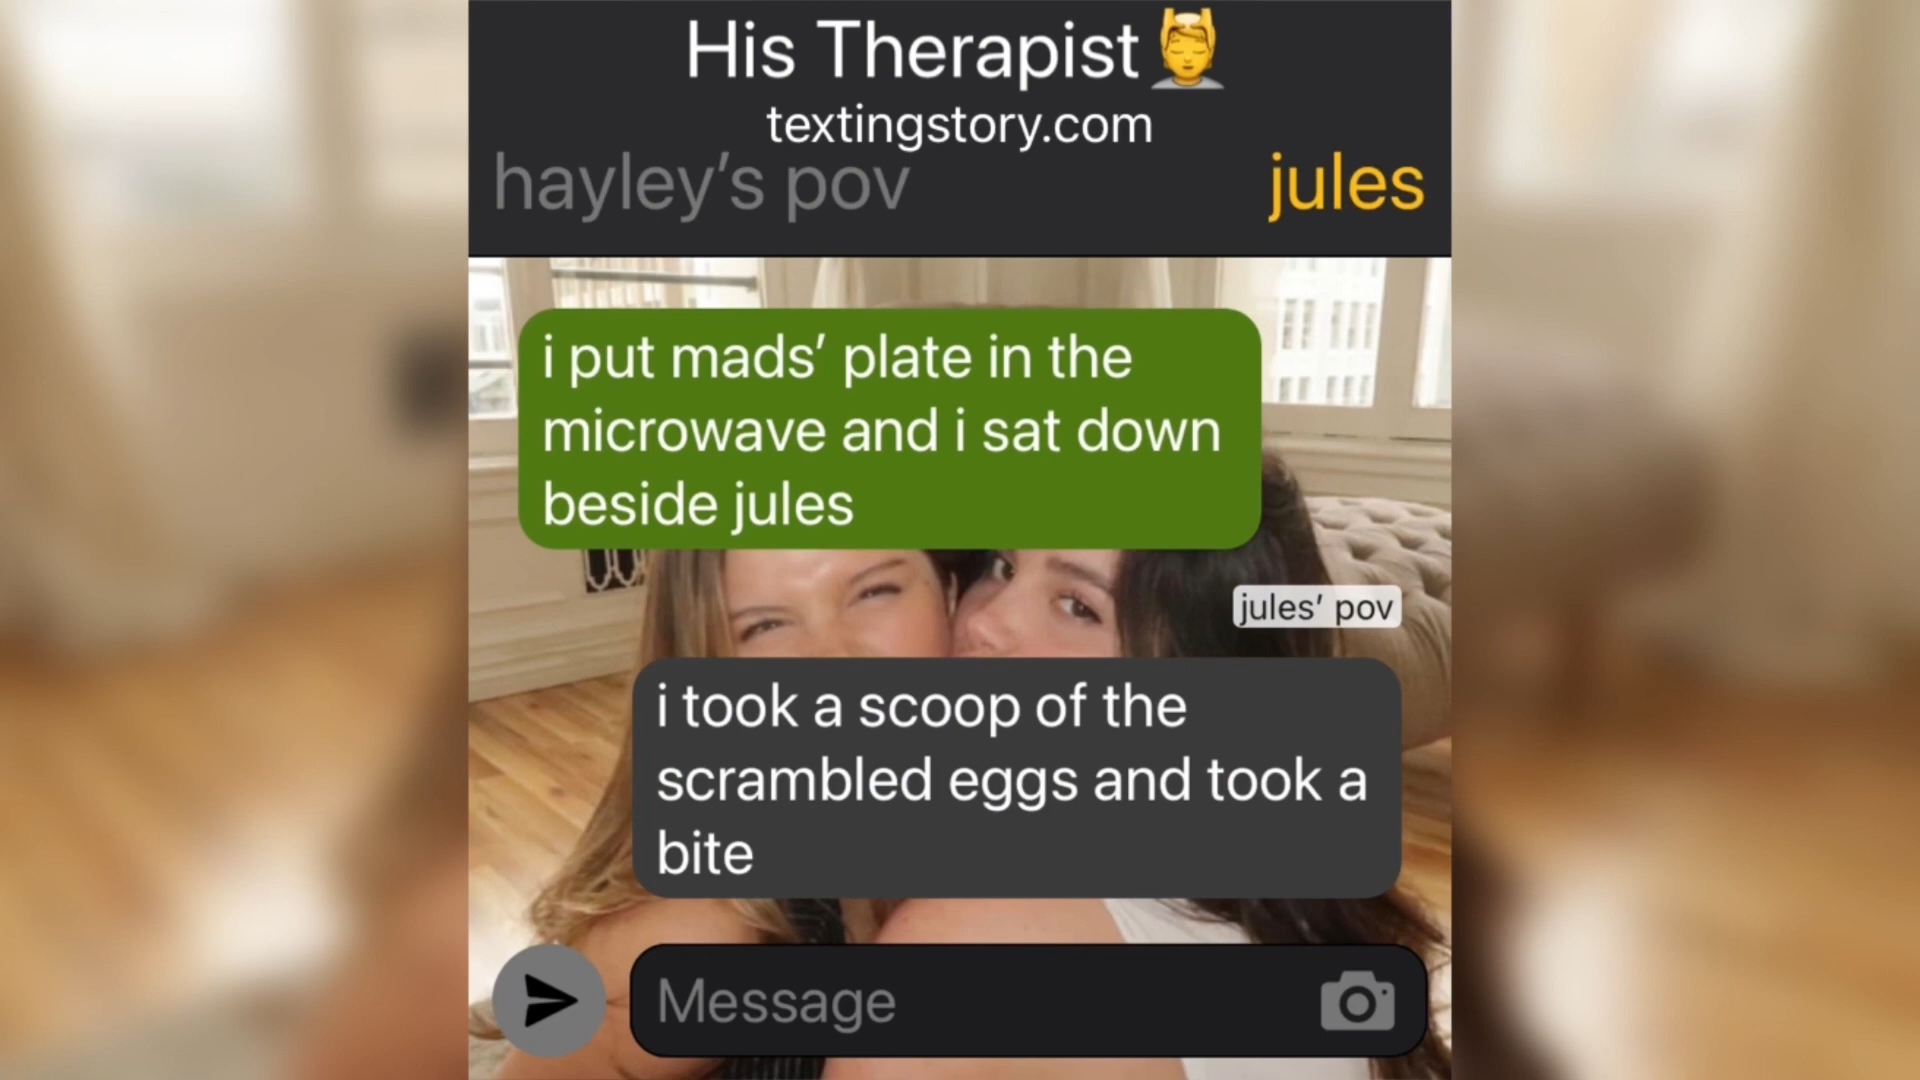 His Therapist💆
textingstory.com
hayley’s pov
jules
i put mads’ plate in the
microwave and i sat down
beside jules
jules’ pov
i took a scoop of the
scrambled eggs and took a
bite
Message